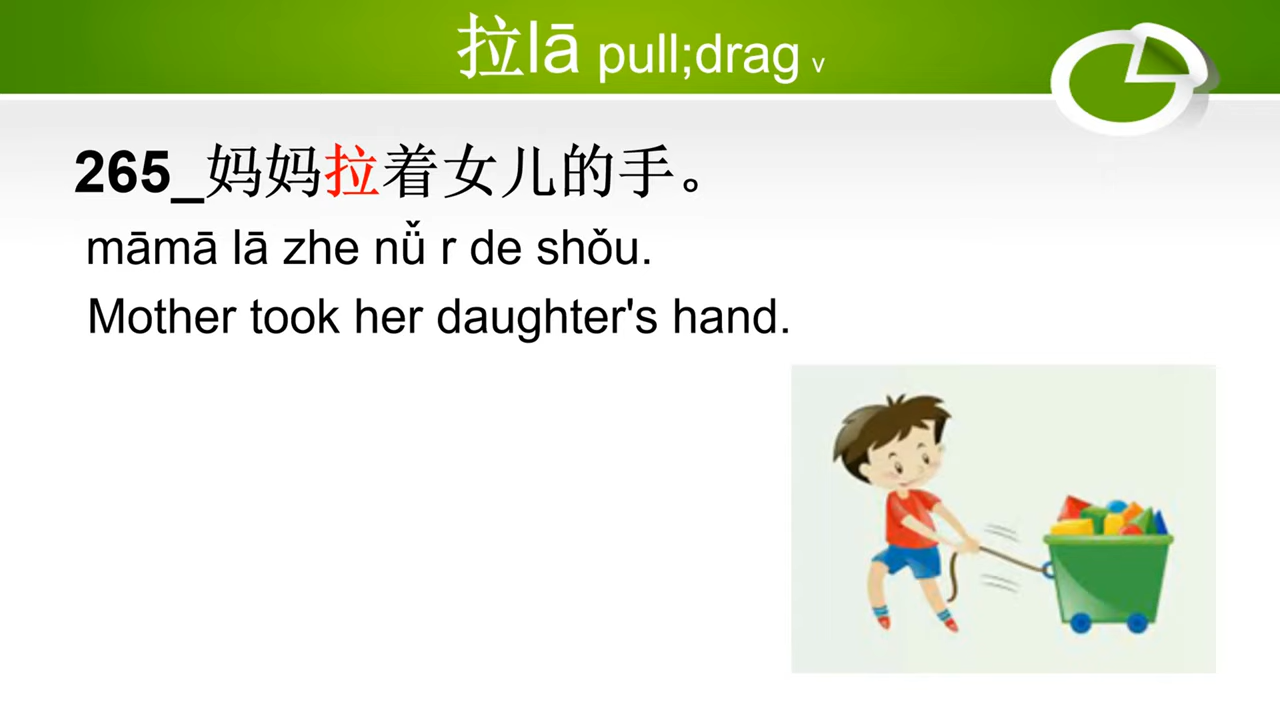 拉lā pull;drag v
265_妈妈拉着女儿的手。
māmā lā zhe nǚ r de shǒu.
Mother took her daughter's hand.